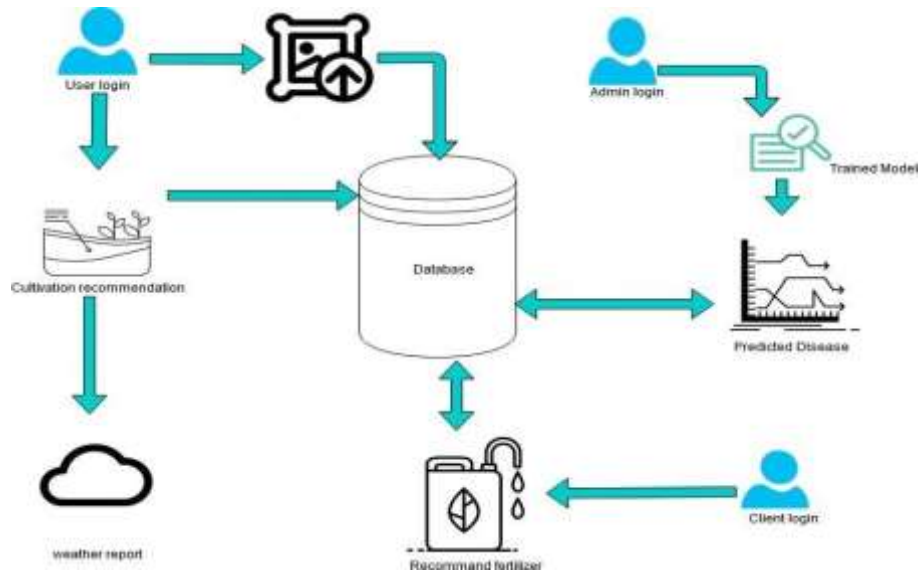 User login
Admin login
Trained Model
Database
Cultivation recommendation
Predicted Disease
Client login
weather report
Recommand fertilizer